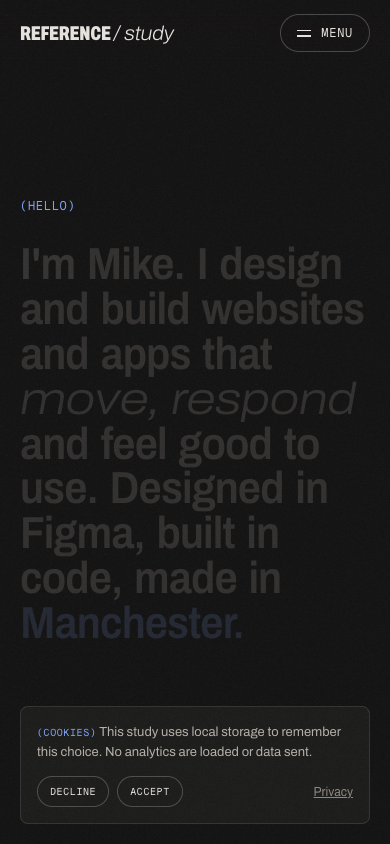 REFERENCE / study
MENU
(HELLO)
I'm Mike. I design
and build websites
and apps that
move, respond
and feel good to
use. Designed in
Figma, built in
code, made in
Manchester.
(COOKIES) This study uses local storage to remember
this choice. No analytics are loaded or data sent.
DECLINE
ACCEPT
Privacy